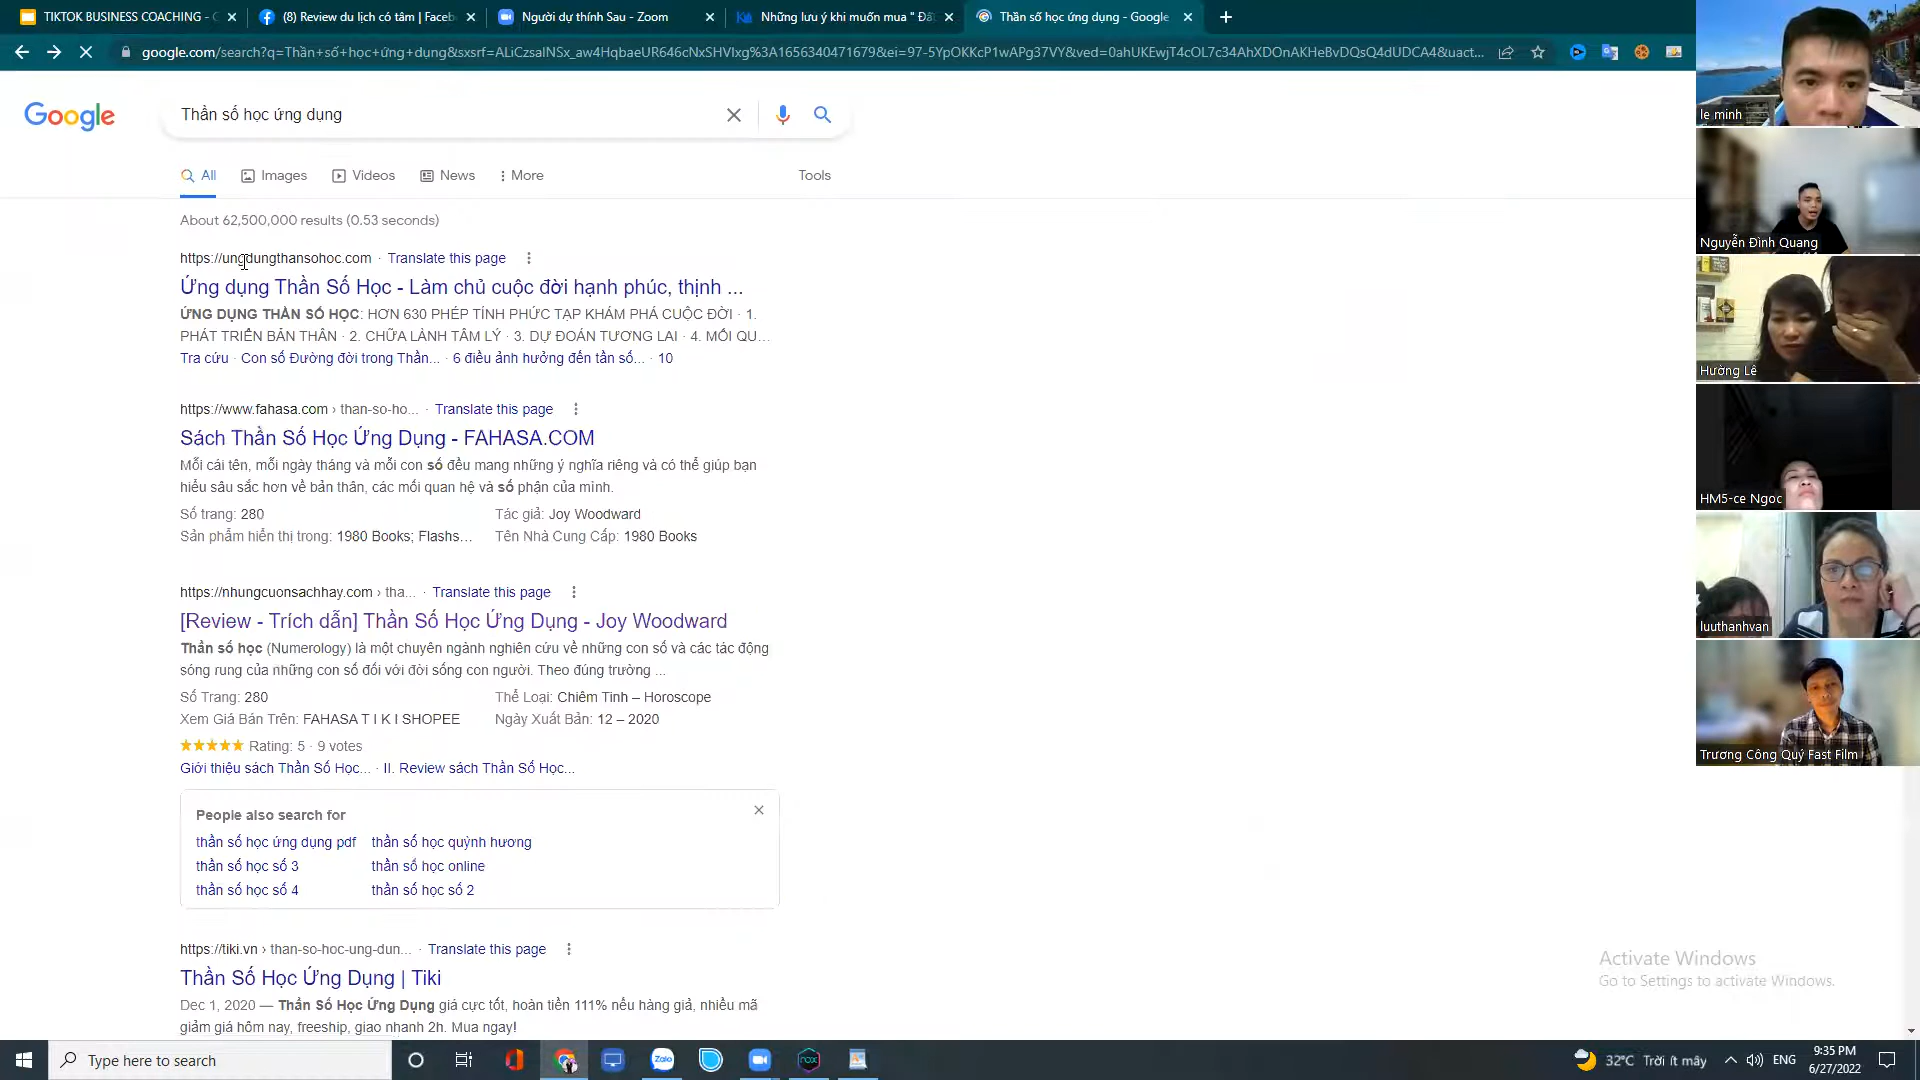 TIKTOK BUSINESS COACHING - G
(8) Review du lịch có tâm | Faceb
Người dự thính Sau - Zoom
Những lưu ý khi muốn mua " Đấ
Thần số học ứng dụng - Google
google.com/search?q=Thần+số+học+ứng+dụng&sxsrf=ALiCzsalNSx_aw4HqbaeUR646cNxSHVIxg%3A1656340471679&ei=97-5YpOKKcP1wAPg37VY&ved=0ahUKEwjT4cOL7c34AhXDOnAKHeBvDQsQ4dUDCA4&uact...
Google
Thần số học ứng dụng
All
Images
Videos
News
More
Tools
About 62,500,000 results (0.53 seconds)
https://ungdungthansohoc.com · Translate this page
Ứng dụng Thần Số Học - Làm chủ cuộc đời hạnh phúc, thịnh ...
ỨNG DỤNG THẦN SỐ HỌC: HƠN 630 PHÉP TÍNH PHỨC TẠP KHÁM PHÁ CUỘC ĐỜI · 1.
PHÁT TRIỂN BẢN THÂN · 2. CHỮA LÀNH TÂM LÝ · 3. DỰ ĐOÁN TƯƠNG LAI · 4. MỐI QU...
Tra cứu · Con số Đường đời trong Thần... · 6 điều ảnh hưởng đến tần số... · 10
https://www.fahasa.com › than-so-ho... · Translate this page
Sách Thần Số Học Ứng Dụng - FAHASA.COM
Mỗi cái tên, mỗi ngày tháng và mỗi con số đều mang những ý nghĩa riêng và có thể giúp bạn
hiểu sâu sắc hơn về bản thân, các mối quan hệ và số phận của mình.
Số trang: 280
Tác giả: Joy Woodward
Sản phẩm hiển thị trong: 1980 Books; Flashs...
Tên Nhà Cung Cấp: 1980 Books
https://nhungcuonsachhay.com › tha... · Translate this page
[Review - Trích dẫn] Thần Số Học Ứng Dụng - Joy Woodward
Thần số học (Numerology) là một chuyên ngành nghiên cứu về những con số và các tác động
sóng rung của những con số đối với đời sống con người. Theo đúng trường ...
Số Trang: 280
Thể Loại: Chiêm Tinh – Horoscope
Xem Giá Bán Trên: FAHASA T I K I SHOPEE
Ngày Xuất Bản: 12 – 2020
Rating: 5 · 9 votes
Giới thiệu sách Thần Số Học... · II. Review sách Thần Số Học...
People also search for
thần số học ứng dụng pdf
thần số học quỳnh hương
thần số học số 3
thần số học online
thần số học số 4
thần số học số 2
https://tiki.vn › than-so-hoc-ung-dun... · Translate this page
Thần Số Học Ứng Dụng | Tiki
Dec 1, 2020 — Thần Số Học Ứng Dụng giá cực tốt, hoàn tiền 111% nếu hàng giả, nhiều mã
giảm giá hôm nay, freeship, giao nhanh 2h. Mua ngay!
le minh
Nguyễn Đình Quang
Hường Lê
HM5-ce Ngoc
luuthanhvan
Trương Công Quý Fast Film
Activate Windows
Go to Settings to activate Windows.
Type here to search
Zalo
nox
32°C Trời ít mây
ENG
9:35 PM
6/27/2022